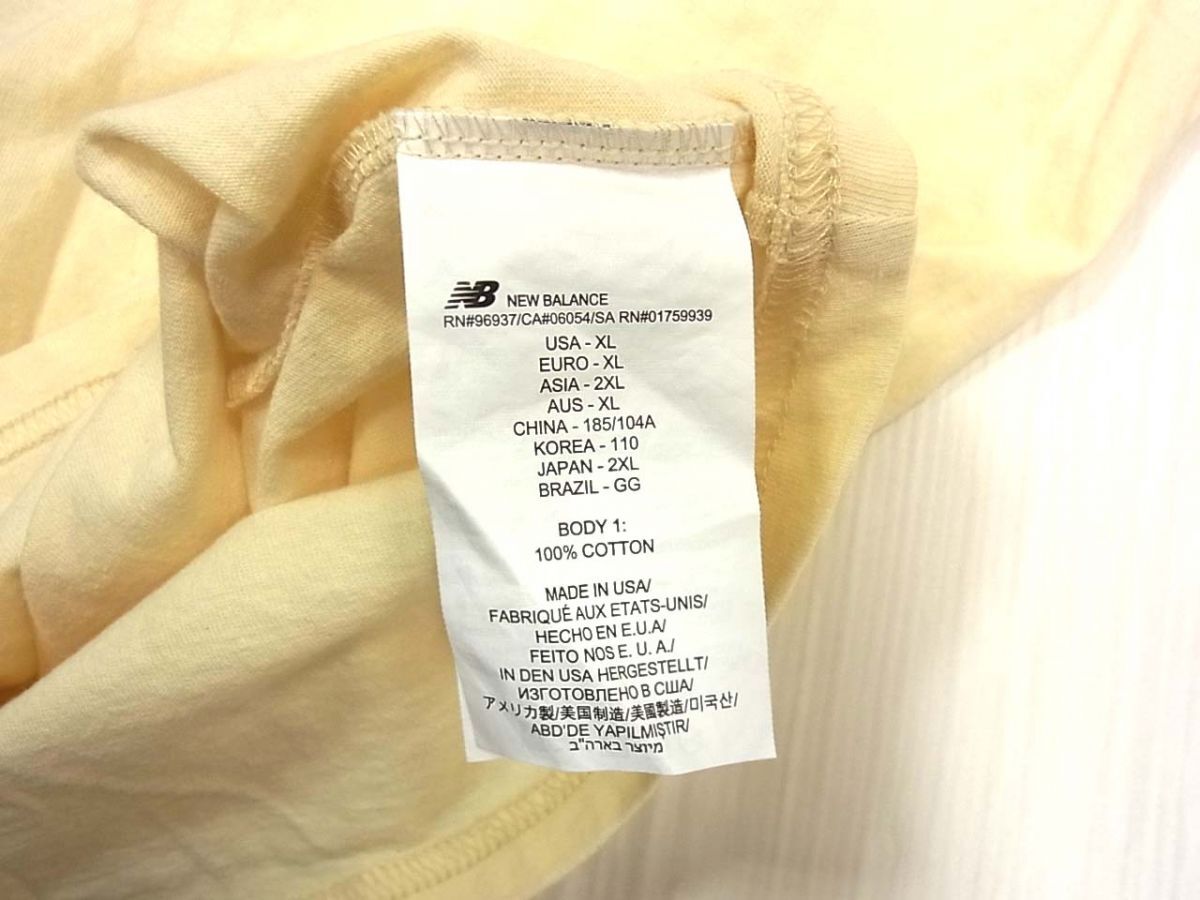 NB NEW BALANCE
RN#96937/CA#06054/SA RN#01759939
USA - XL
EURO - XL
ASIA - 2XL
AUS - XL
CHINA - 185/104A
KOREA - 110
JAPAN - 2XL
BRAZIL - GG
BODY 1:
100% COTTON
MADE IN USA/
FABRIQUÉ AUX ETATS-UNIS/
HECHO EN E.U.A/
FEITO NOS E. U. A./
IN DEN USA HERGESTELLT/
ИЗГОТОВЛЕНО В США/
アメリカ製/美国制造/美國製造/미국산/
ABD'DE YAPILMIŞTIR/
מיוצר בארה"ב